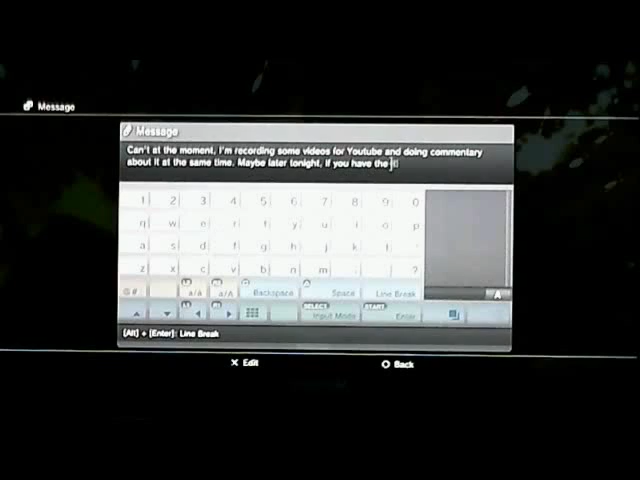 Message
Message
Can't at the moment, I'm recording some videos for Youtube and doing commentary
about it at the same time. Maybe later tonight, if you have the
1 2 3 4 5 6 7 8 9 0
q w e r t y u i o p
a s d f g h j k l '
z x c v b n m , . ?
@# a/Á a/A Backspace Space Line Break
SELECT Input Mode START Enter
A
[Alt] + [Enter]: Line Break
Edit Back